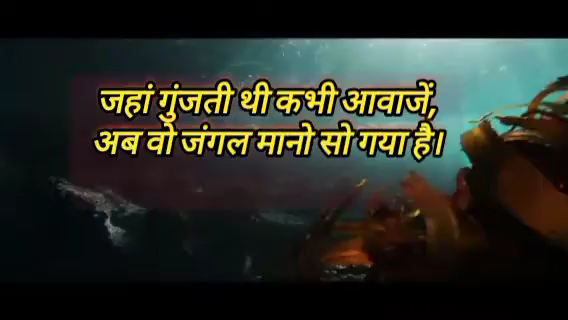 जहां गुंजती थी कभी आवाजें,
अब वो जंगल मानो सो गया है।